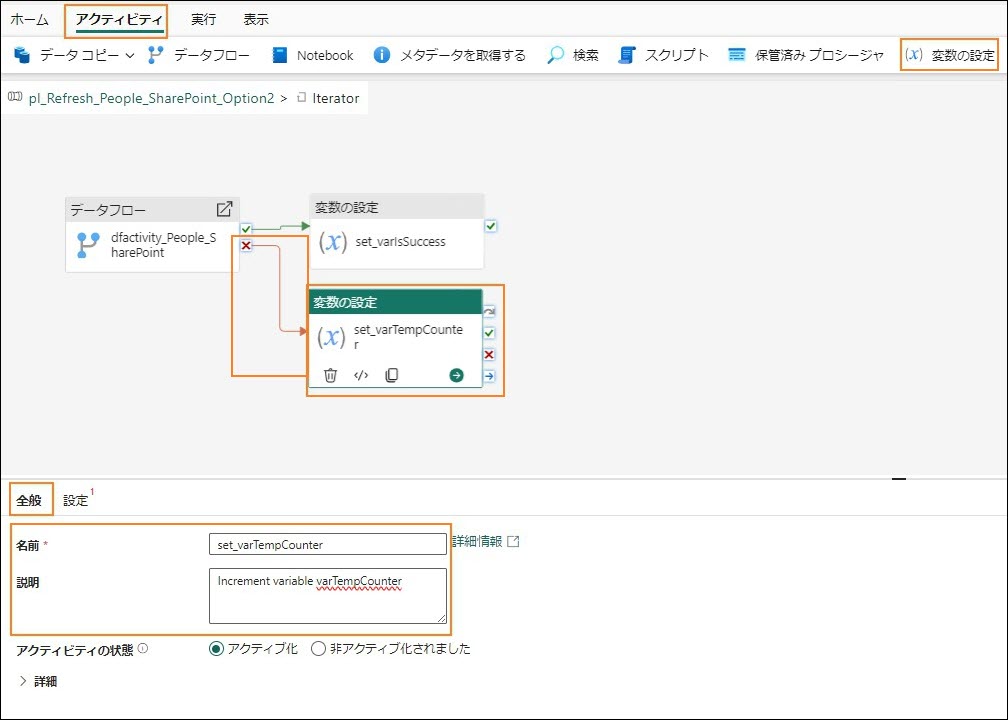 ホーム アクティビティ 実行 表示
データ コピー データフロー Notebook メタデータを取得する 検索 スクリプト 保管済み プロシージャ (x) 変数の設定
pl_Refresh_People_SharePoint_Option2 > Iterator
データフロー
dfactivity_People_S
harePoint
変数の設定
(x) set_varIsSuccess
変数の設定
(x) set_varTempCounte
r
全般 設定 1
名前 * set_varTempCounter 詳細情報
説明 Increment variable varTempCounter
アクティビティの状態 アクティブ化 非アクティブ化されました
詳細